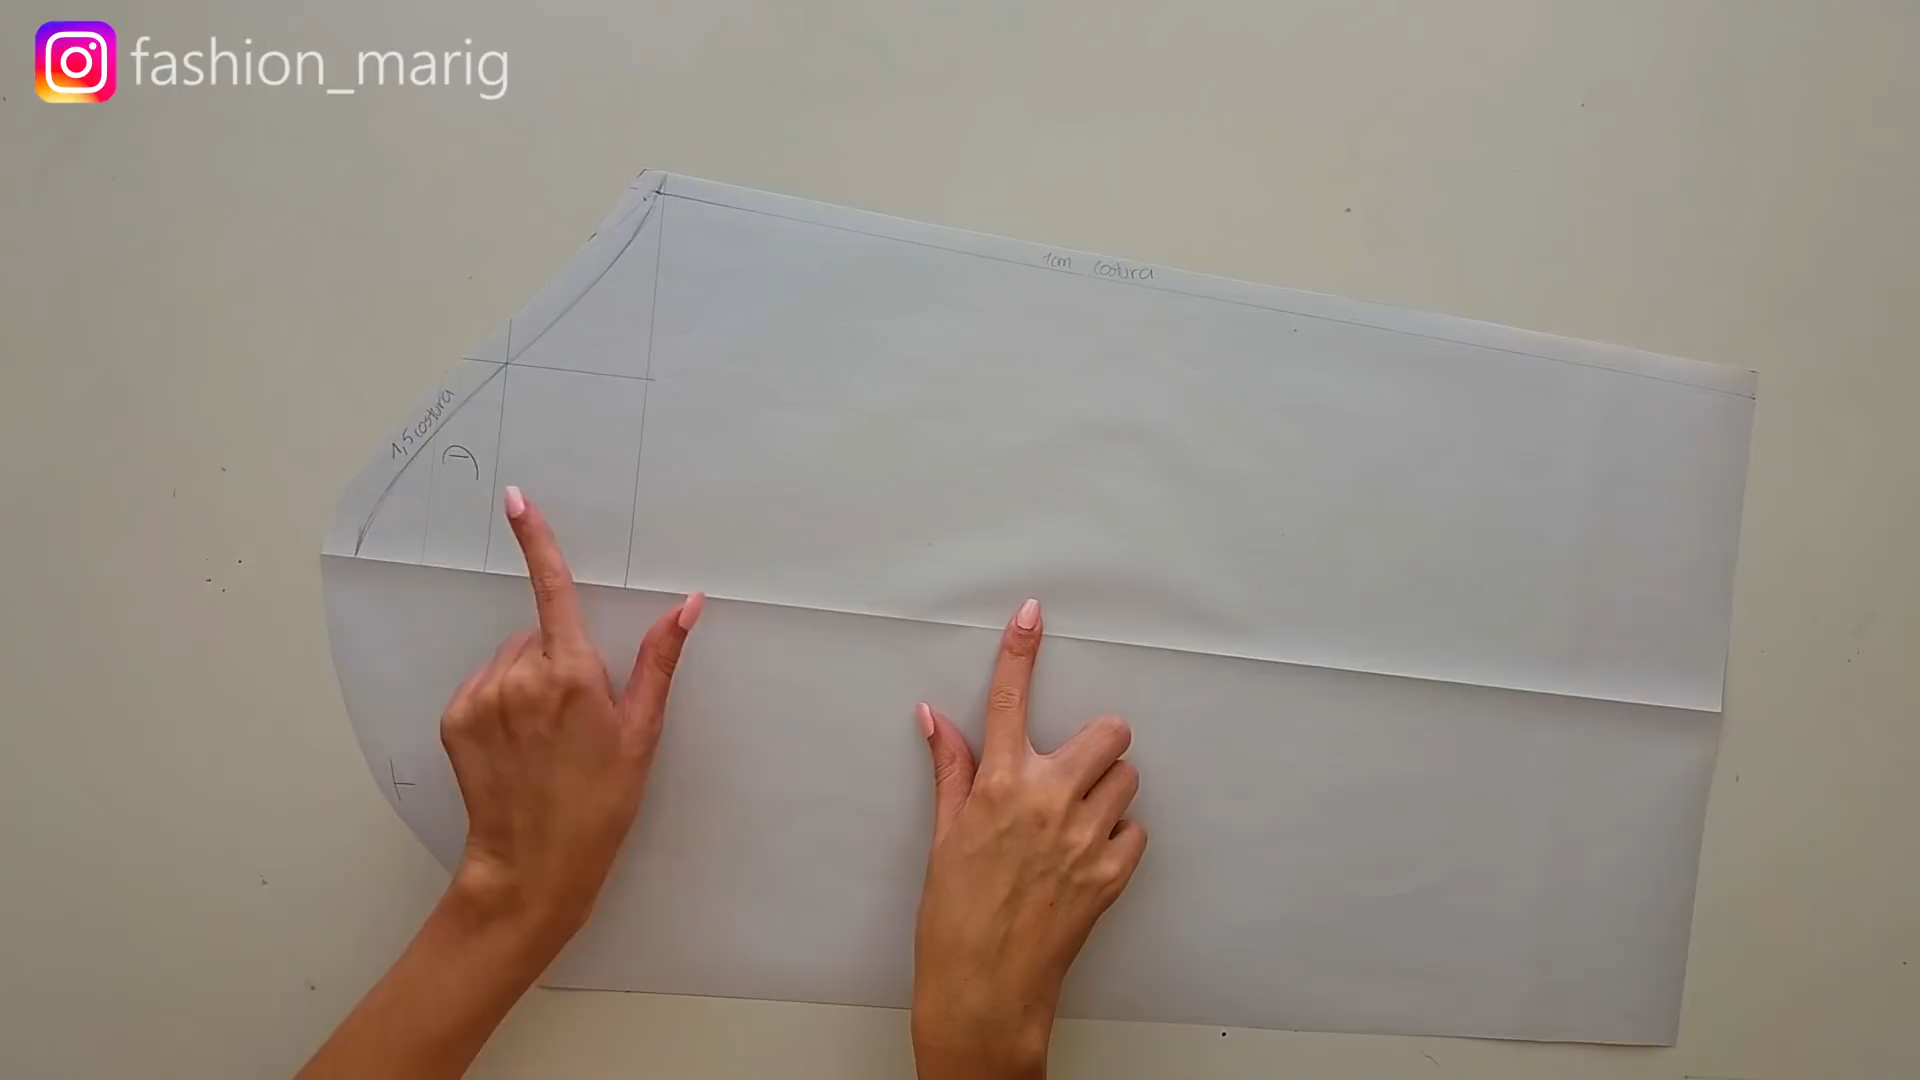 fashion_marig
1cm costura
1,5 costura
D
T